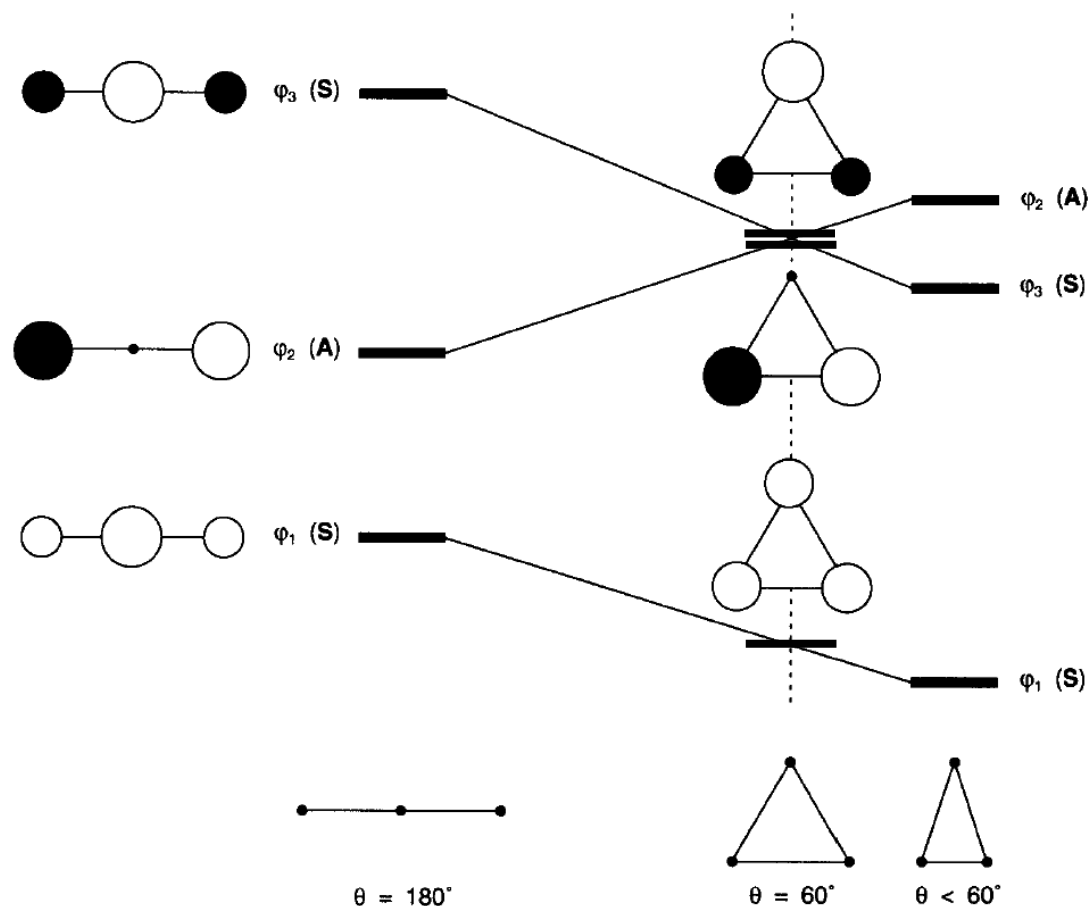 φ₃ (S)
φ₂ (A)
φ₃ (S)
φ₂ (A)
φ₁ (S)
φ₁ (S)
θ = 180°
θ = 60°
θ < 60°